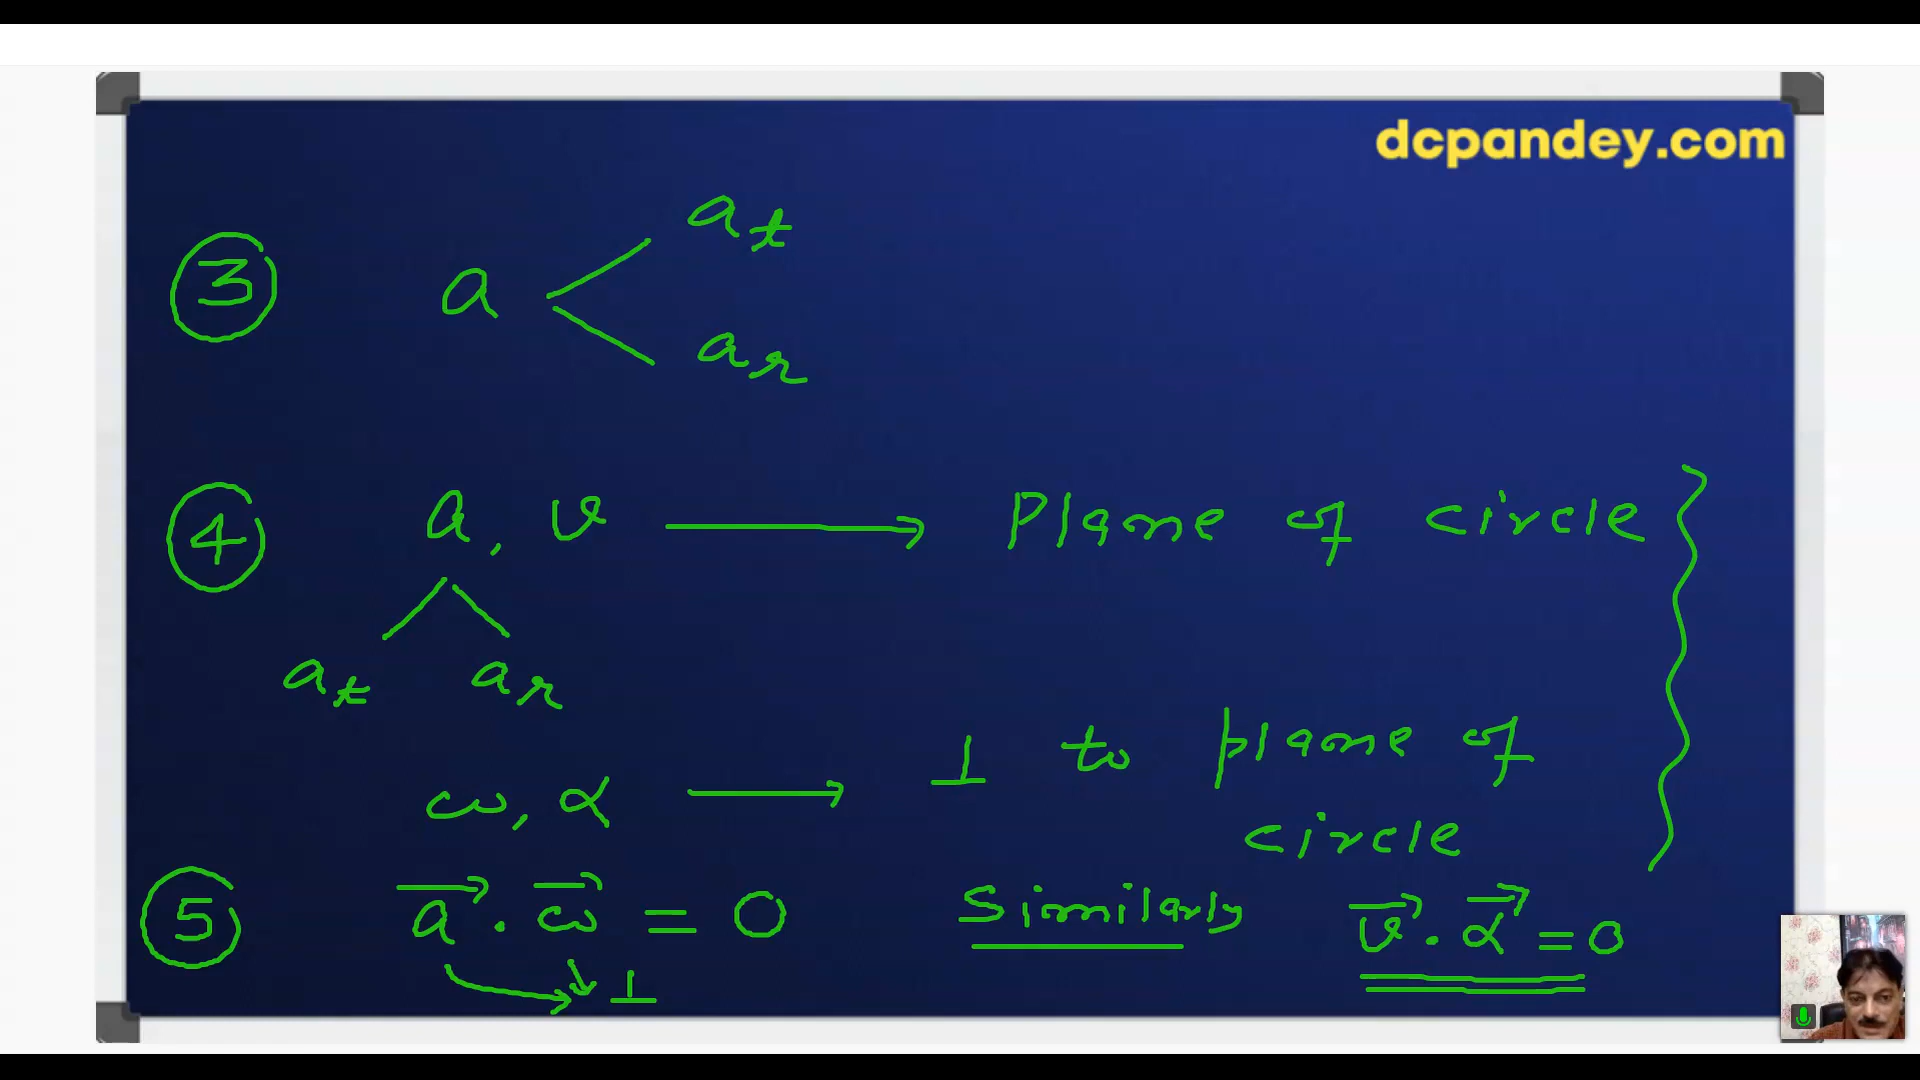 dcpandey.com
a_t
③ a
a_r
④ a, v ⟶ Plane of circle
a_t a_r
ω, α ⟶ ⊥ to plane of
circle
⑤ a⃗ · ω⃗ = 0 Similarly v⃗ · α⃗ = 0
⊥